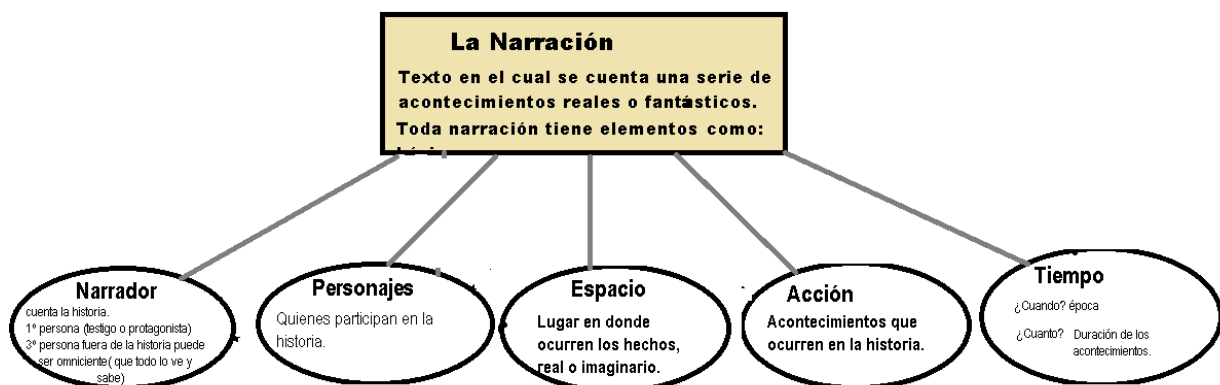 La Narración
Texto en el cual se cuenta una serie de
acontecimientos reales o fantásticos.
Toda narración tiene elementos como:
Narrador
cuenta la historia.
1º persona (testigo o protagonista)
3º persona fuera de la historia puede
ser omniciente( que todo lo ve y
sabe)
Personajes
Quienes participan en la
historia.
Espacio
Lugar en donde
ocurren los hechos,
real o imaginario.
Acción
Acontecimientos que
ocurren en la historia.
Tiempo
¿Cuando? época
¿Cuanto? Duración de los
acontecimientos.